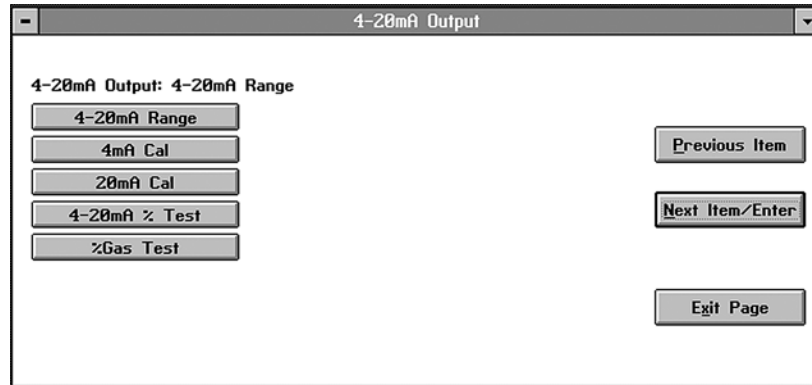 4-20mA Output
4-20mA Output: 4-20mA Range
4-20mA Range
4mA Cal
20mA Cal
4-20mA % Test
%Gas Test
Previous Item
Next Item/Enter
Exit Page